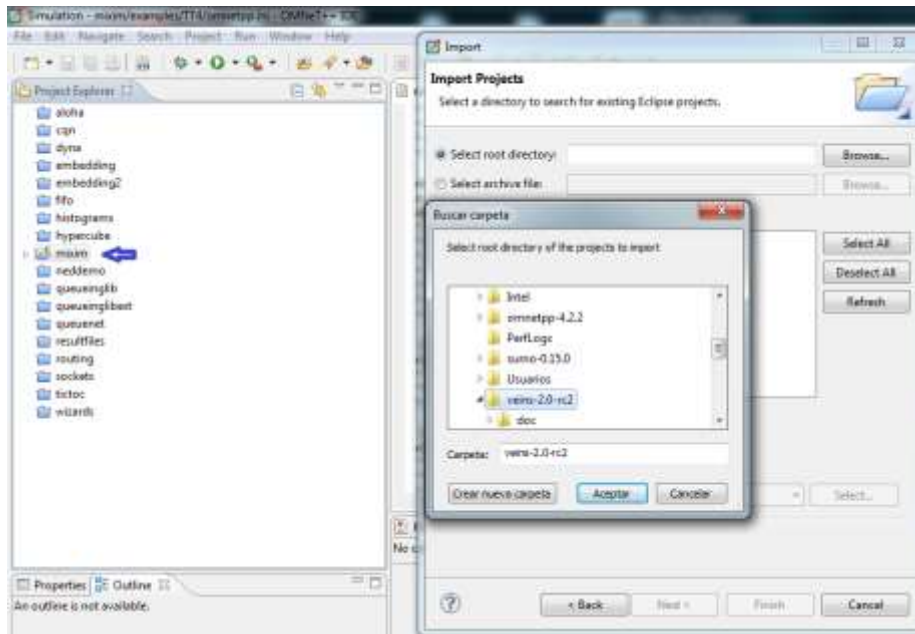 Simulation - mixim/examples/TT4/omnetpp.ini - OMNeT++ IDE
File Edit Navigate Search Project Run Window Help
Project Explorer
aloha
cqn
dyna
embedding
embedding2
fifo
histograms
hypercube
mixim
neddemo
queueinglib
queueinglibext
queuenet
resultfiles
routing
sockets
tictoc
wizards
Properties Outline
An outline is not available.
Import
Import Projects
Select a directory to search for existing Eclipse projects.
Select root directory: Browse...
Select archive file: Browse...
Select All
Deselect All
Refresh
Buscar carpeta
Select root directory of the projects to import
Intel
omnetpp-4.2.2
PerfLogs
sumo-0.15.0
Usuarios
veins-2.0-rc2
doc
Carpeta: veins-2.0-rc2
Crear nueva carpeta Aceptar Cancelar
Select...
No c
< Back Next > Finish Cancel